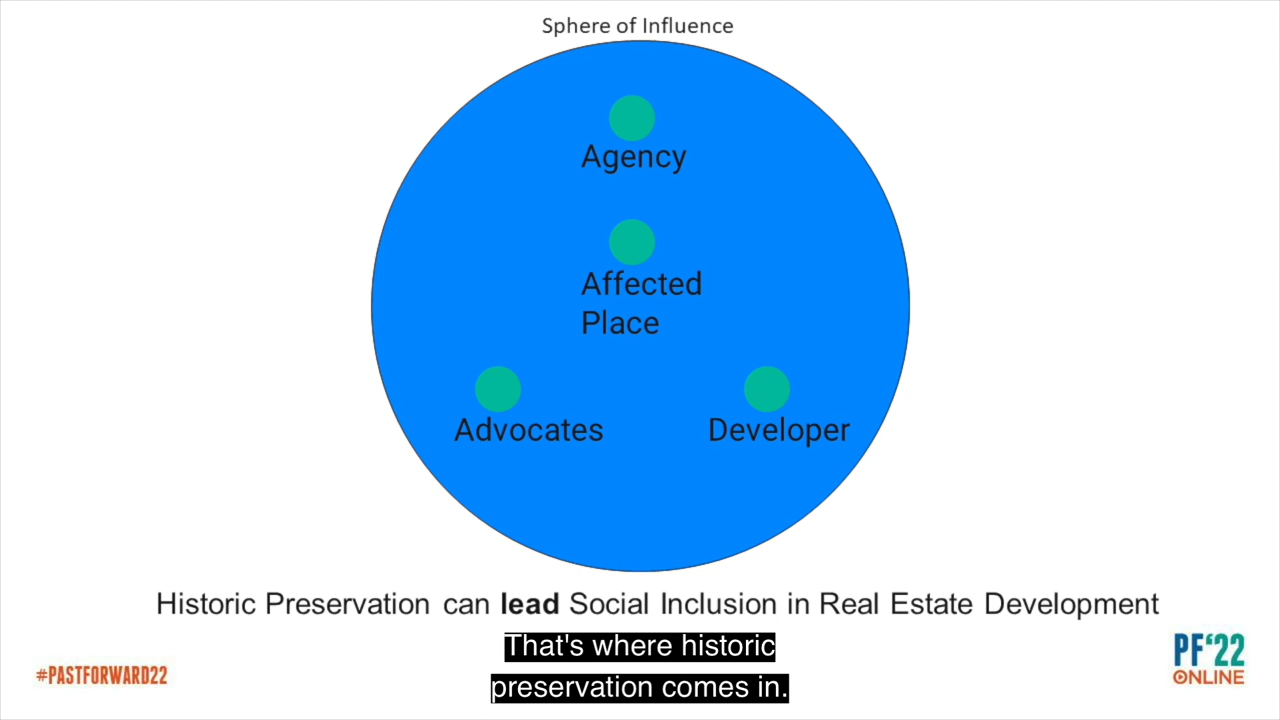 Sphere of Influence
Agency
Affected
Place
Advocates
Developer
Historic Preservation can lead Social Inclusion in Real Estate Development
That's where historic
preservation comes in.
#PASTFORWARD22
PF‘22
ONLINE